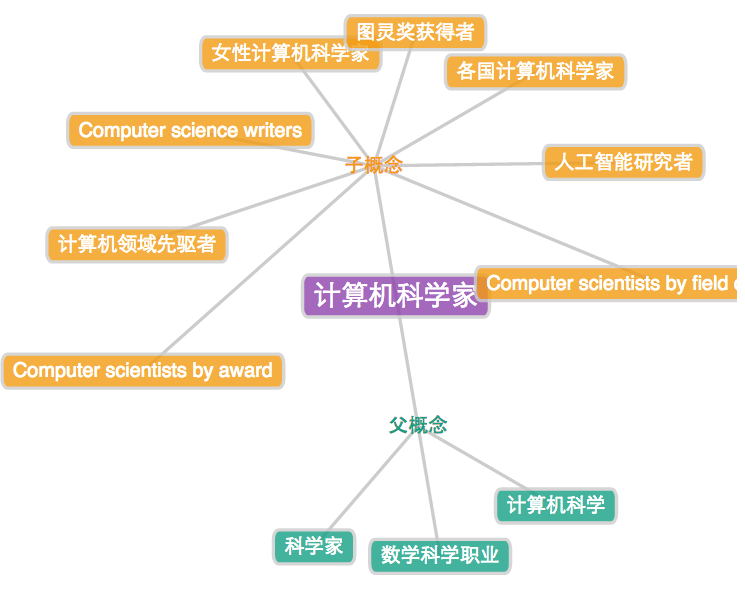 图灵奖获得者
女性计算机科学家
各国计算机科学家
Computer science writers
子概念
人工智能研究者
计算机领域先驱者
计算机科学家
Computer scientists by field
Computer scientists by award
父概念
计算机科学
科学家
数学科学职业